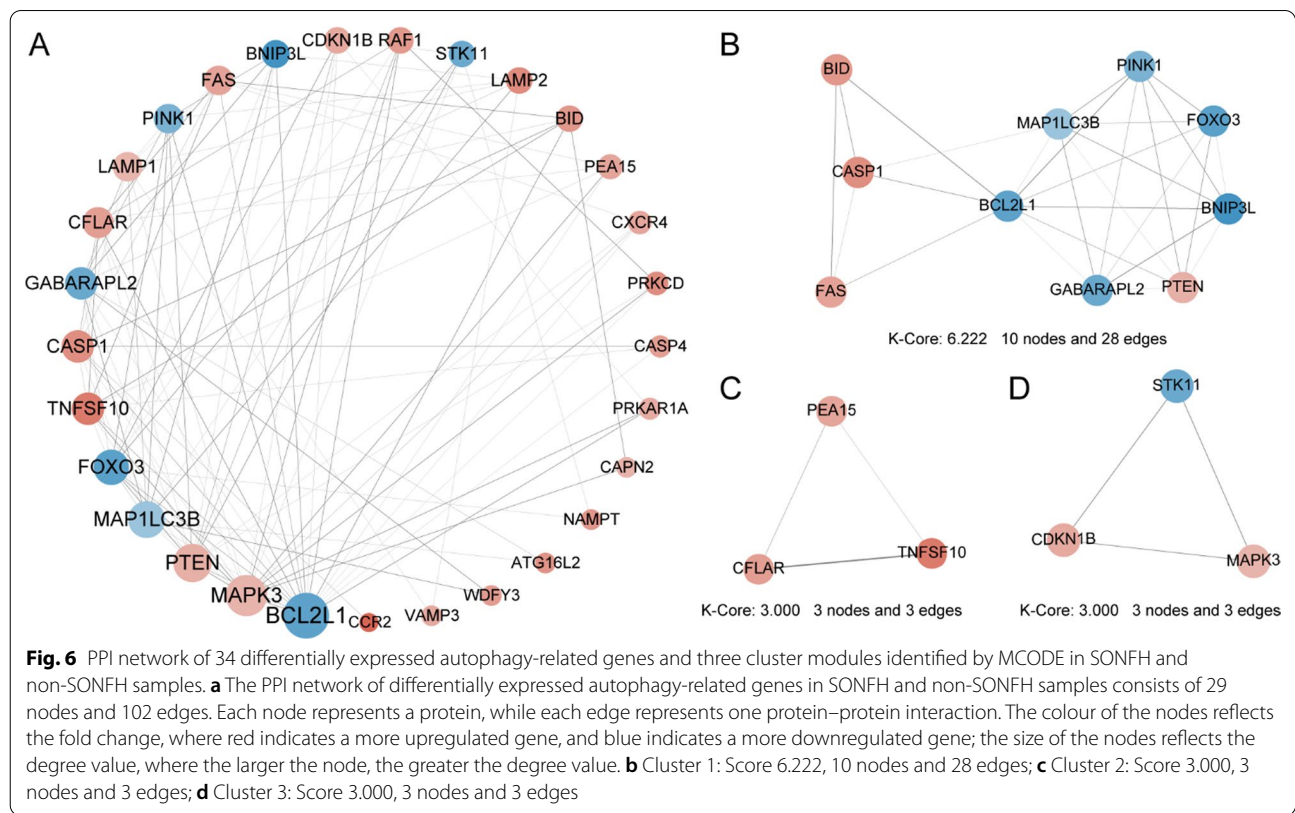 A
CDKN1B
RAF1
BNIP3L
STK11
FAS
LAMP2
PINK1
BID
LAMP1
PEA15
CFLAR
CXCR4
GABARAPL2
PRKCD
CASP1
CASP4
TNFSF10
PRKAR1A
FOXO3
CAPN2
MAP1LC3B
NAMPT
PTEN
ATG16L2
MAPK3
WDFY3
BCL2L1
CCR2
VAMP3
B
BID
PINK1
MAP1LC3B
FOXO3
CASP1
BCL2L1
BNIP3L
FAS
GABARAPL2
PTEN
K-Core: 6.222 10 nodes and 28 edges
C
PEA15
CFLAR
TNFSF10
K-Core: 3.000 3 nodes and 3 edges
D
STK11
CDKN1B
MAPK3
K-Core: 3.000 3 nodes and 3 edges
Fig. 6 PPI network of 34 differentially expressed autophagy-related genes and three cluster modules identified by MCODE in SONFH and
non-SONFH samples. a The PPI network of differentially expressed autophagy-related genes in SONFH and non-SONFH samples consists of 29
nodes and 102 edges. Each node represents a protein, while each edge represents one protein–protein interaction. The colour of the nodes reflects
the fold change, where red indicates a more upregulated gene, and blue indicates a more downregulated gene; the size of the nodes reflects the
degree value, where the larger the node, the greater the degree value. b Cluster 1: Score 6.222, 10 nodes and 28 edges; c Cluster 2: Score 3.000, 3
nodes and 3 edges; d Cluster 3: Score 3.000, 3 nodes and 3 edges